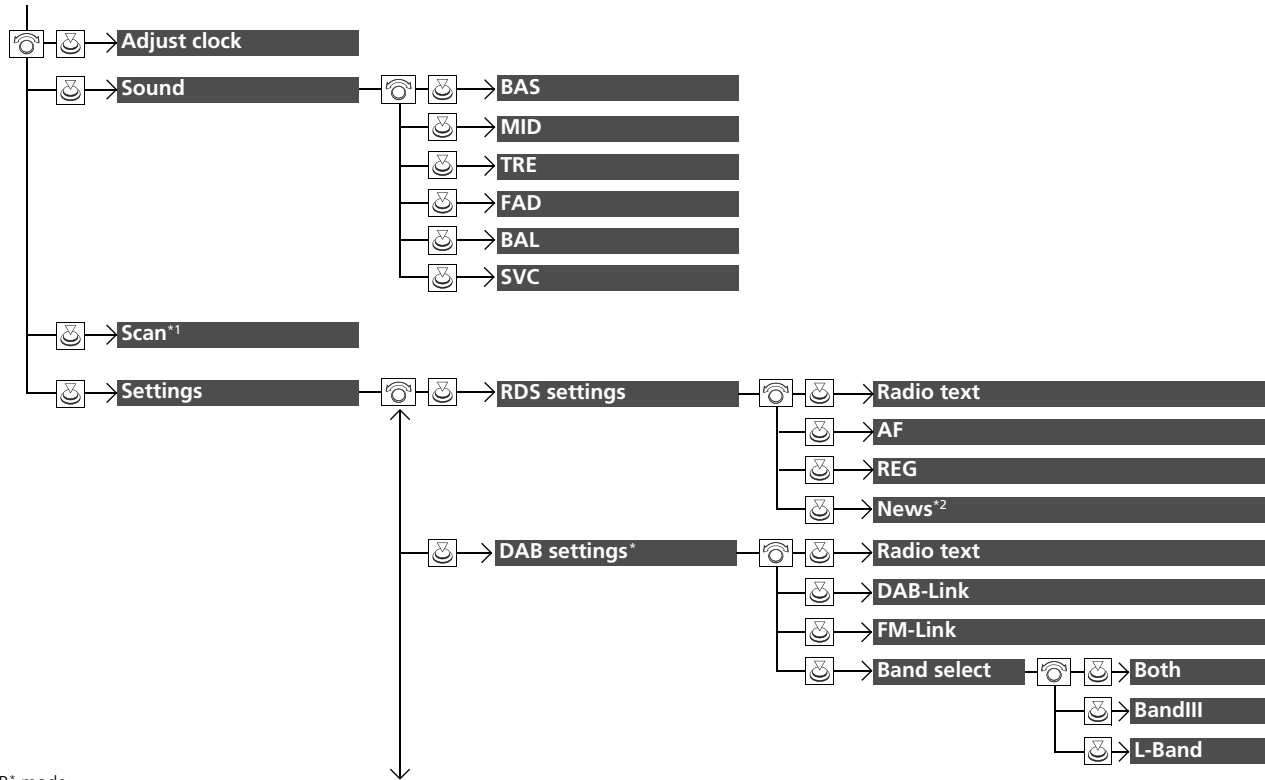 Adjust clock
Sound
BAS
MID
TRE
FAD
BAL
SVC
Scan*1
Settings
RDS settings
Radio text
AF
REG
News*2
DAB settings*
Radio text
DAB-Link
FM-Link
Band select
Both
BandIII
L-Band
mode